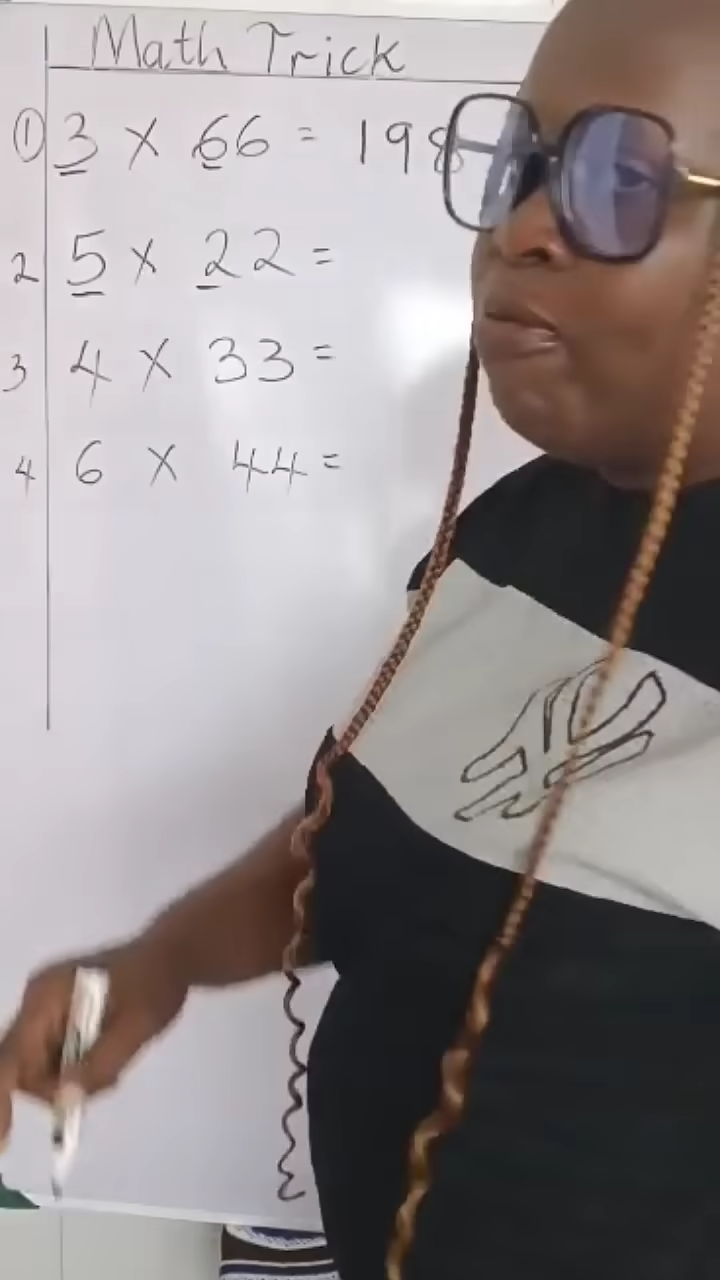 Math Trick
① 3 X 66 = 198
2 5 X 22 =
3 4 X 33 =
4 6 X 44 =